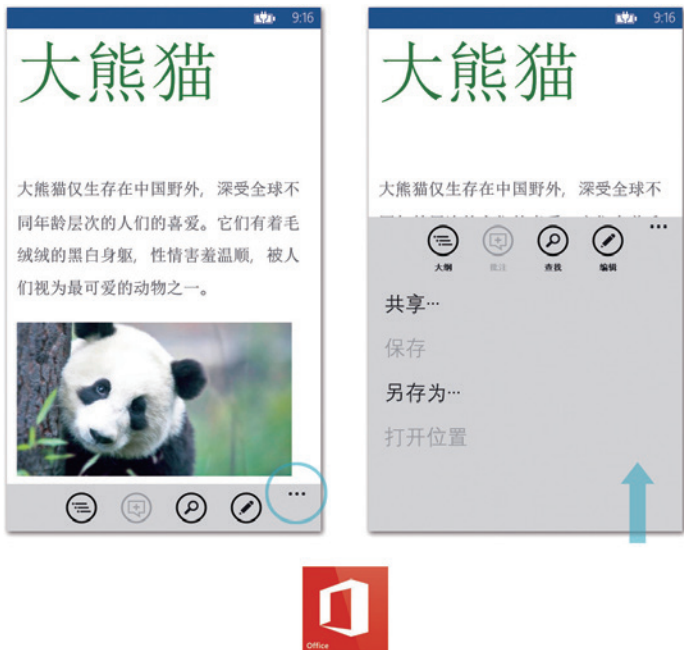 9:16
大熊猫
大熊猫仅生存在中国野外，深受全球不
同年龄层次的人们的喜爱。它们有着毛
绒绒的黑白身躯，性情害羞温顺，被人
们视为最可爱的动物之一。
9:16
大熊猫
大熊猫仅生存在中国野外，深受全球不
大纲
批注
查找
编辑
共享…
保存
另存为…
打开位置
Office